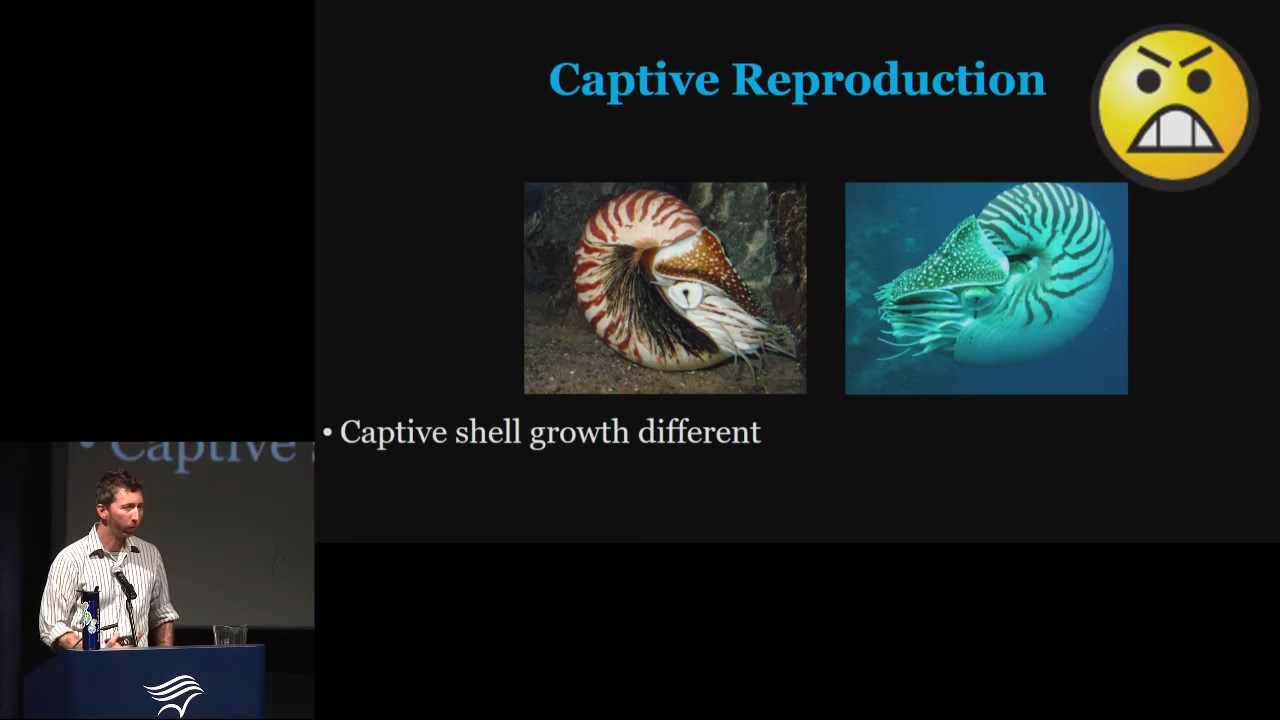 Captive Reproduction
• Captive shell growth different
• Captive